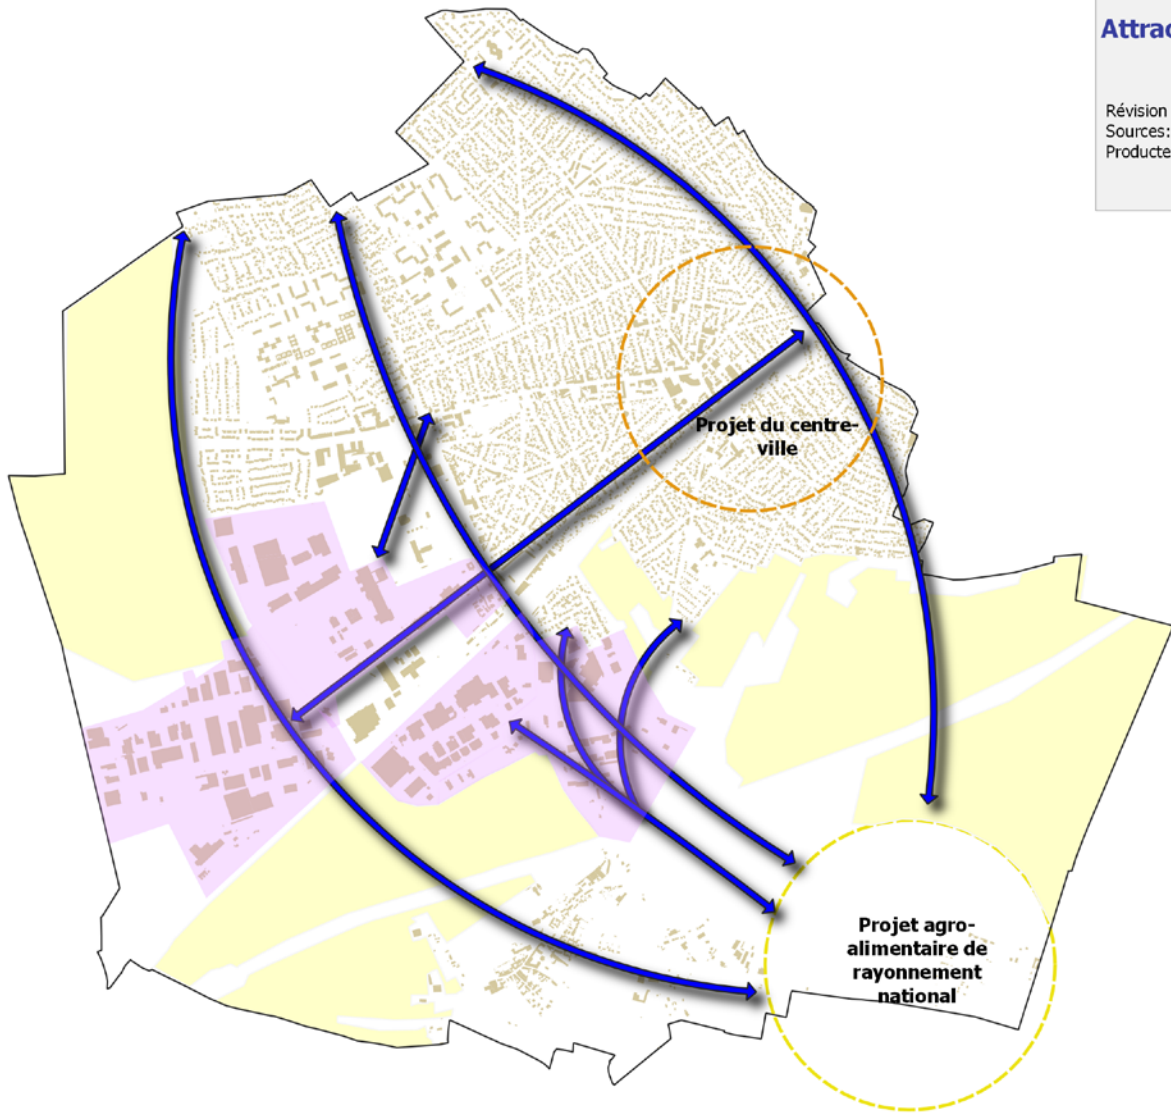 Attrac
Révision
Sources:
Producte
Projet du centre-
ville
Projet agro-
alimentaire de
rayonnement
national